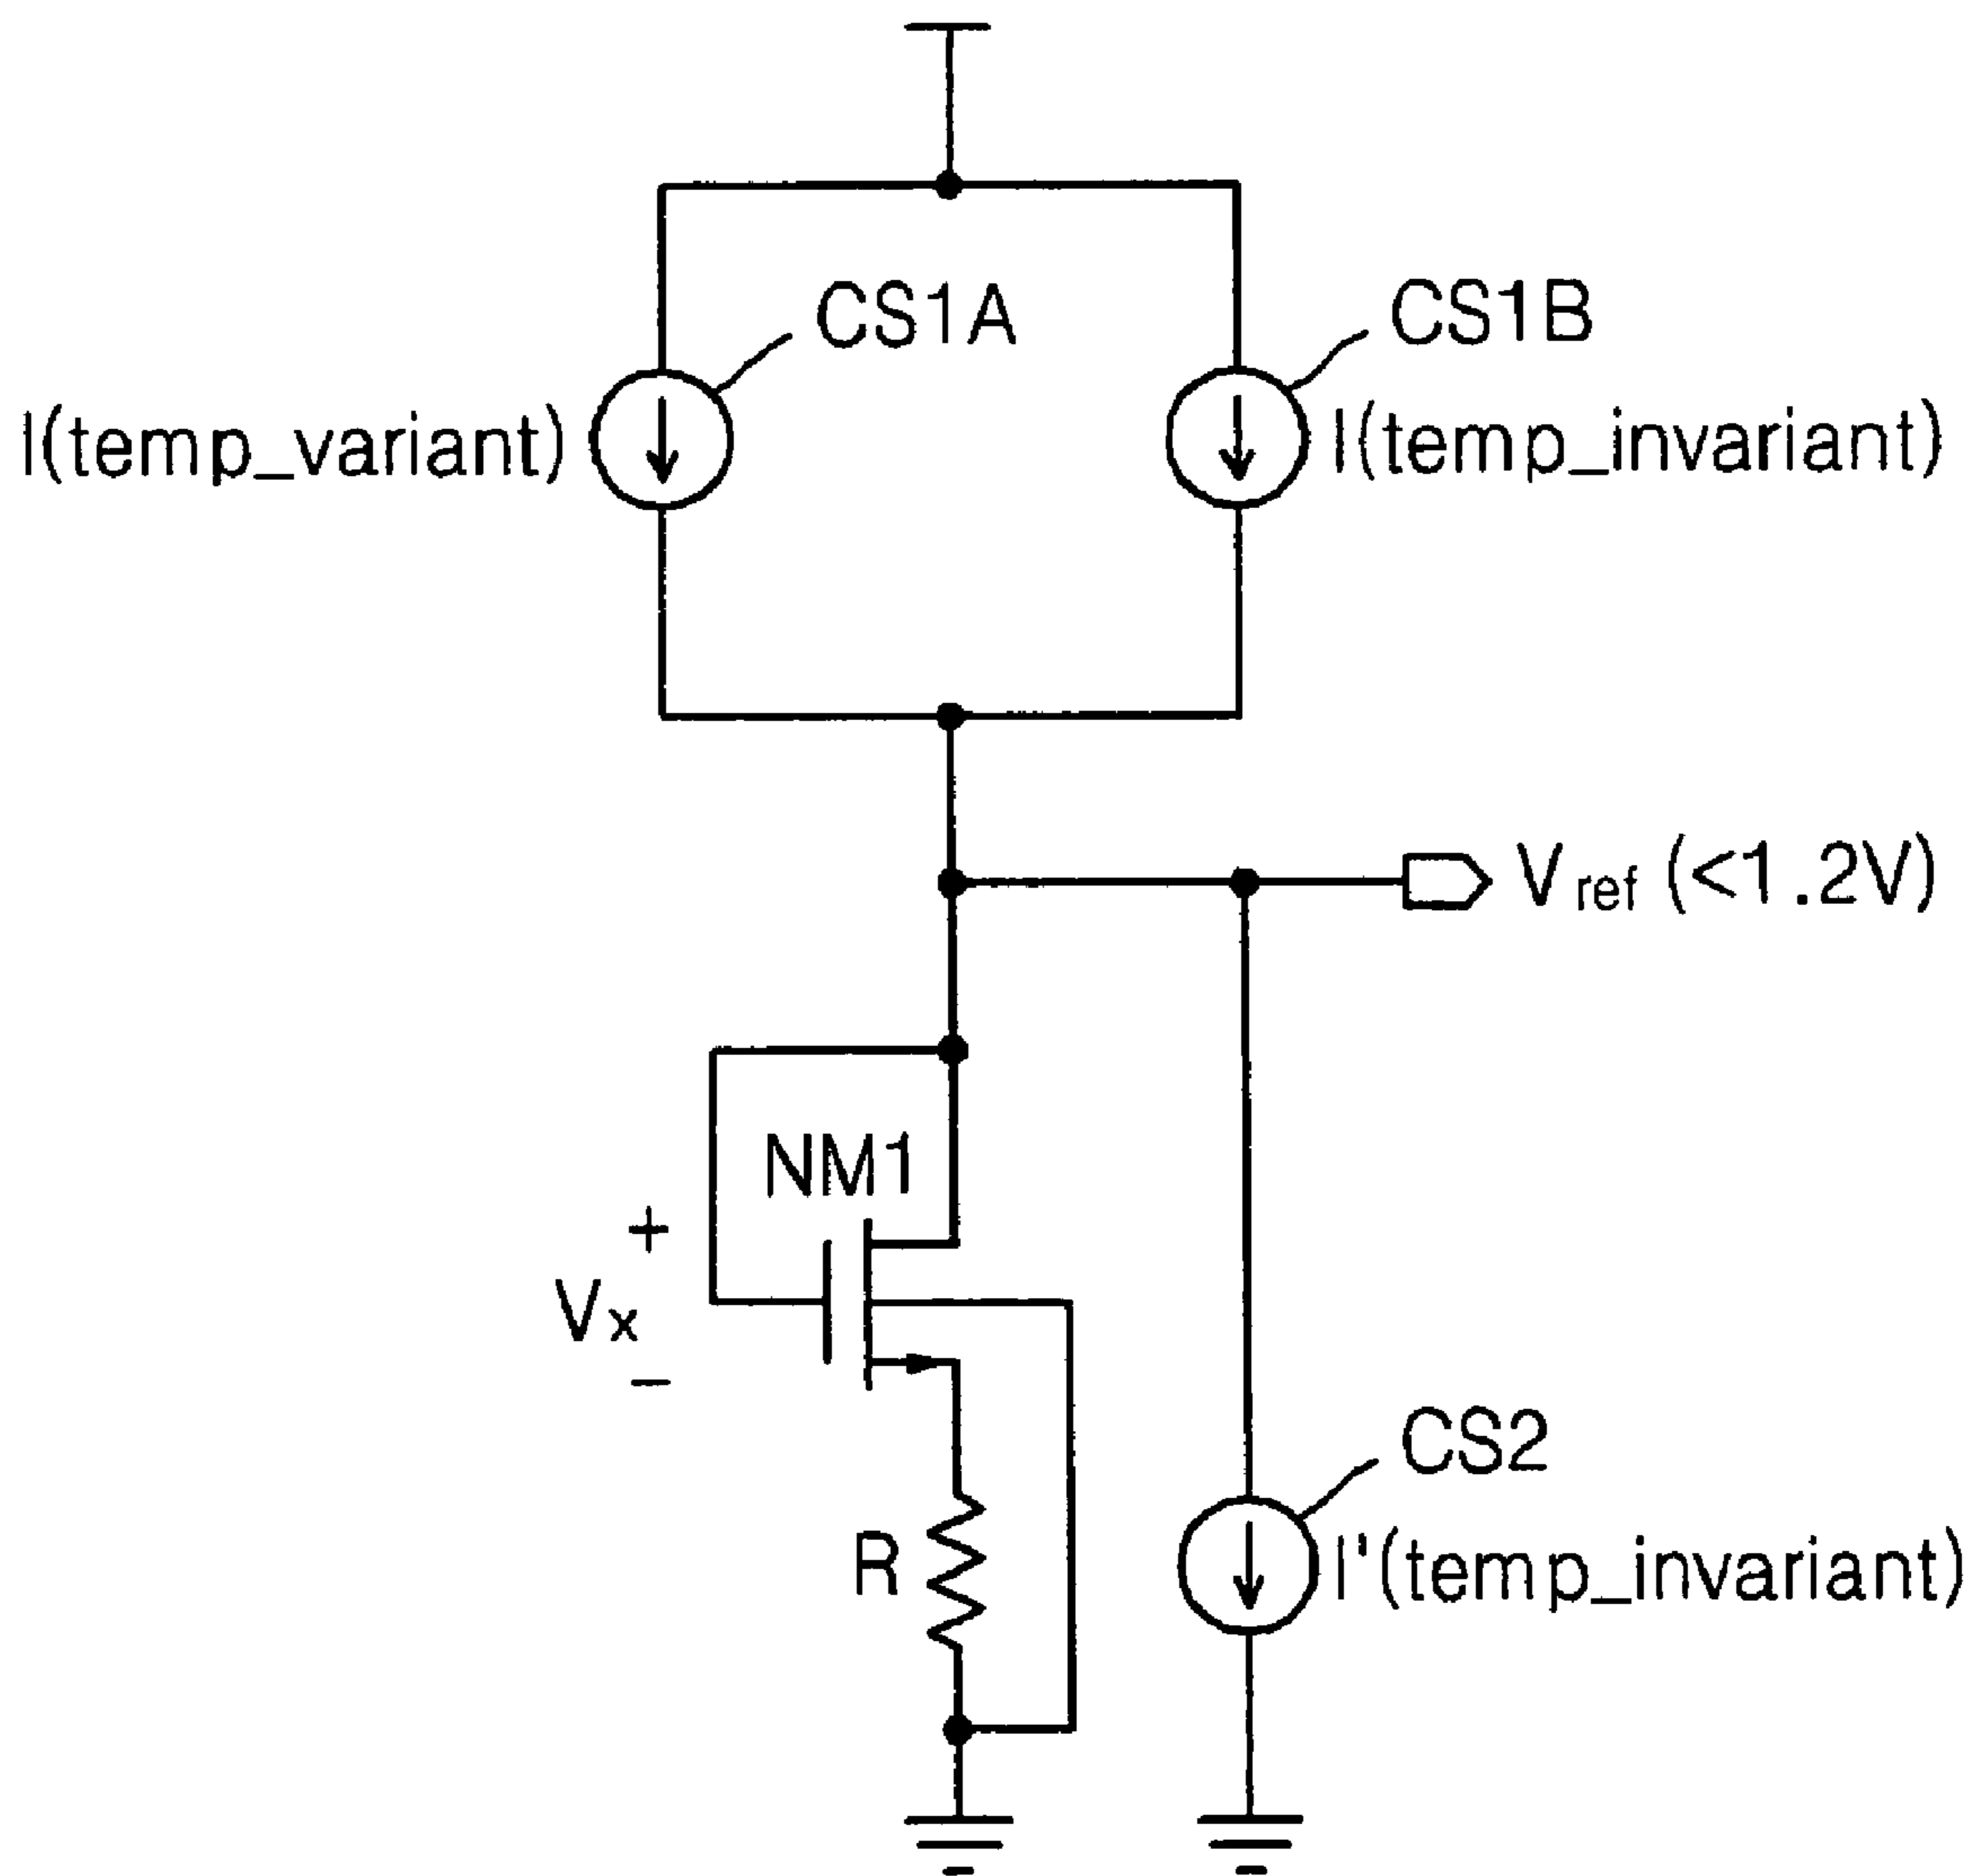 CS1A
CS1B
I(temp_variant)
I(temp_invariant)
Vref (<1.2V)
NM1
+
Vx
−
CS2
R
I'(temp_invariant)